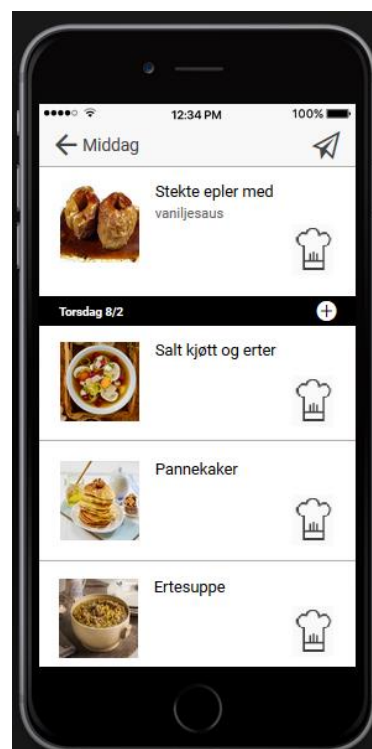 12:34 PM
100%
Middag
Stekte epler med
vaniljesaus
Torsdag 8/2
Salt kjøtt og erter
Pannekaker
Ertesuppe